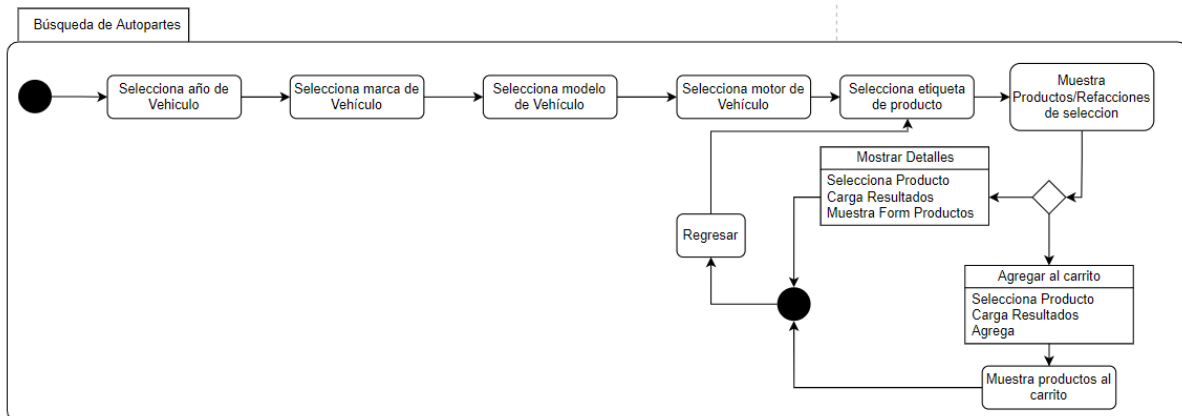 Búsqueda de Autopartes
Selecciona año de
Vehiculo
Selecciona marca de
Vehículo
Selecciona modelo
de Vehículo
Selecciona motor de
Vehículo
Selecciona etiqueta
de producto
Muestra
Productos/Refacciones
de seleccion
Mostrar Detalles
Selecciona Producto
Carga Resultados
Muestra Form Productos
Regresar
Agregar al carrito
Selecciona Producto
Carga Resultados
Agrega
Muestra productos al
carrito